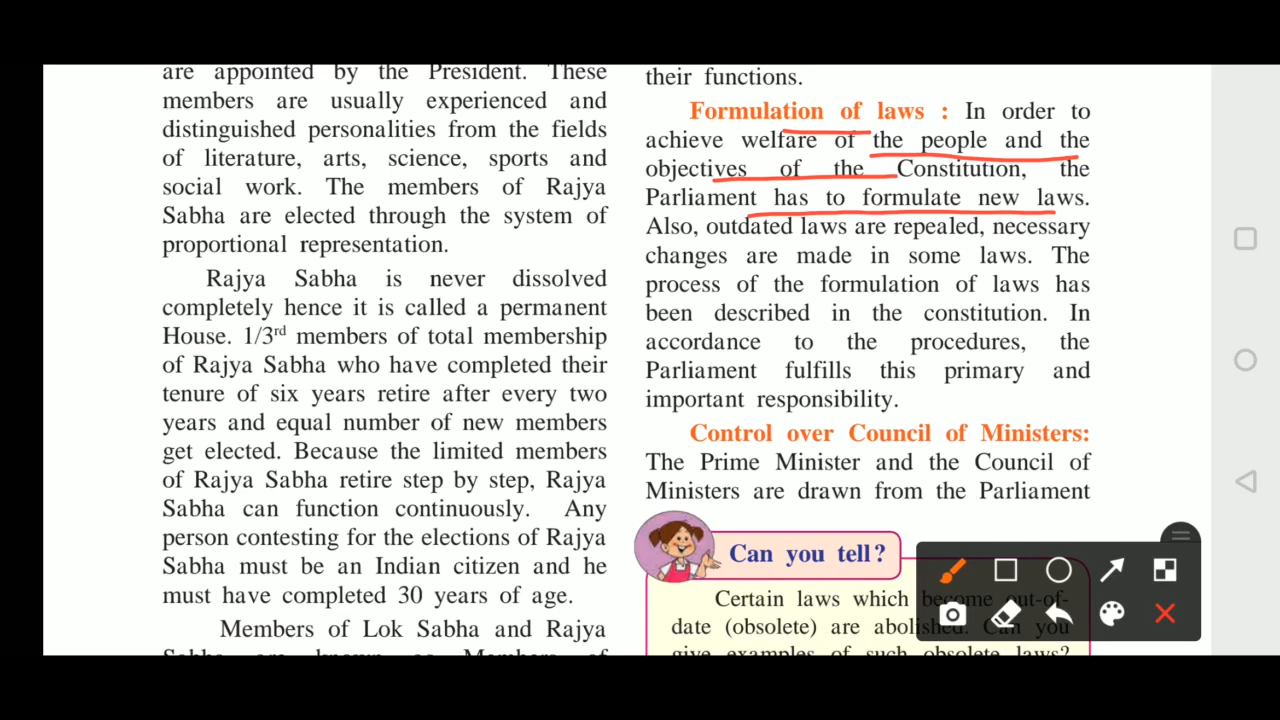 are appointed by the President. These
members are usually experienced and
distinguished personalities from the fields
of literature, arts, science, sports and
social work. The members of Rajya
Sabha are elected through the system of
proportional representation.
Rajya Sabha is never dissolved
completely hence it is called a permanent
House. 1/3rd members of total membership
of Rajya Sabha who have completed their
tenure of six years retire after every two
years and equal number of new members
get elected. Because the limited members
of Rajya Sabha retire step by step, Rajya
Sabha can function continuously. Any
person contesting for the elections of Rajya
Sabha must be an Indian citizen and he
must have completed 30 years of age.
Members of Lok Sabha and Rajya
their functions.
Formulation of laws : In order to
achieve welfare of the people and the
objectives of the Constitution, the
Parliament has to formulate new laws.
Also, outdated laws are repealed, necessary
changes are made in some laws. The
process of the formulation of laws has
been described in the constitution. In
accordance to the procedures, the
Parliament fulfills this primary and
important responsibility.
Control over Council of Ministers:
The Prime Minister and the Council of
Ministers are drawn from the Parliament
Can you tell?
Certain laws which become out-of-
date (obsolete) are abolished. Can you
give examples of such obsolete laws?